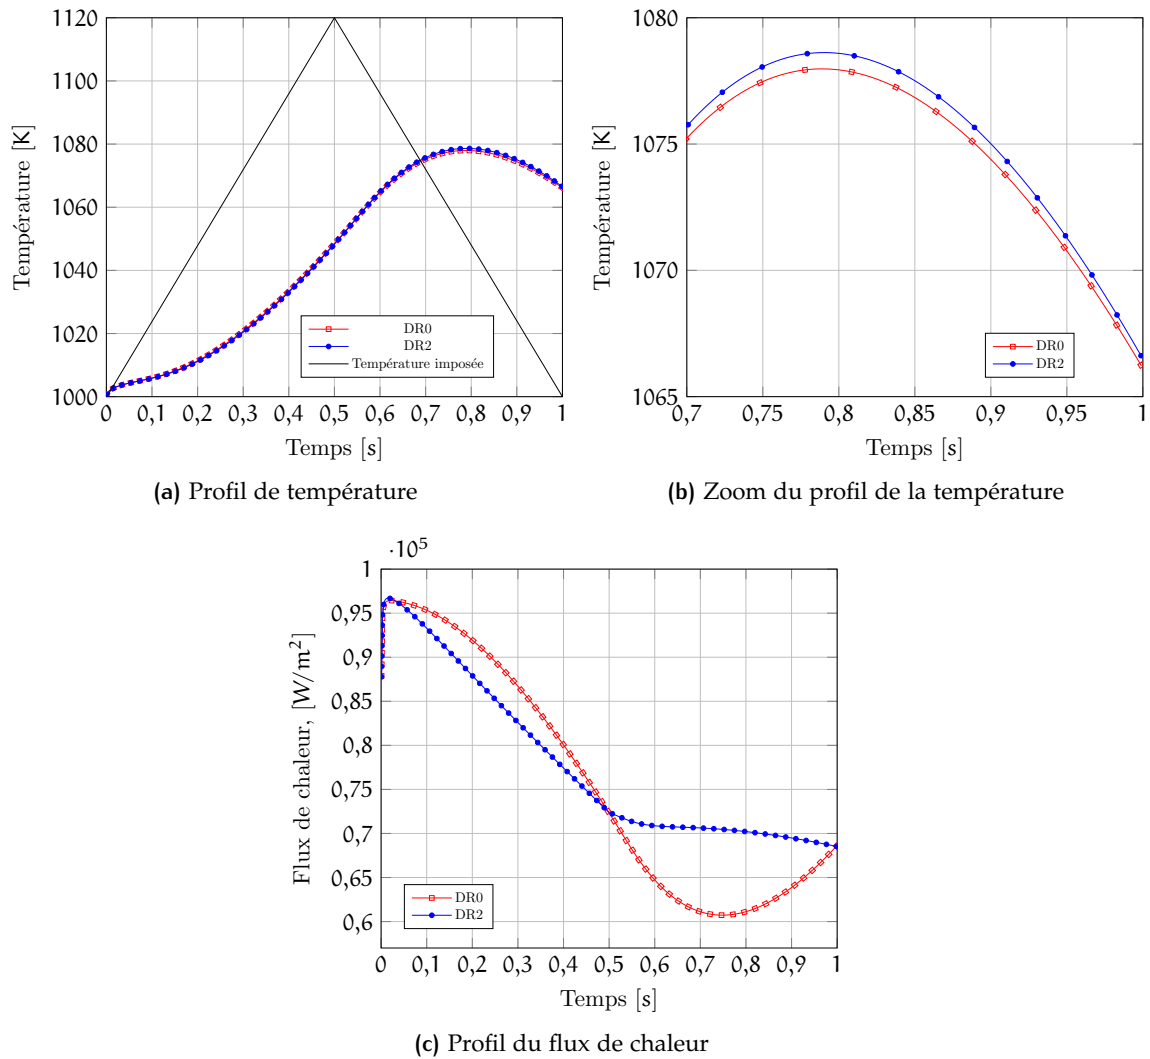 1120
1100
1080
1060
1040
1020
1000
Température [K]
0 0,1 0,2 0,3 0,4 0,5 0,6 0,7 0,8 0,9 1
Temps [s]
DR0
DR2
Température imposée
(a) Profil de température
1080
1075
1070
1065
Température [K]
0,7 0,75 0,8 0,85 0,9 0,95 1
Temps [s]
DR0
DR2
(b) Zoom du profil de la température
·10⁵
1
0,95
0,9
0,85
0,8
0,75
0,7
0,65
0,6
Flux de chaleur, [W/m²]
0 0,1 0,2 0,3 0,4 0,5 0,6 0,7 0,8 0,9 1
Temps [s]
DR0
DR2
(c) Profil du flux de chaleur